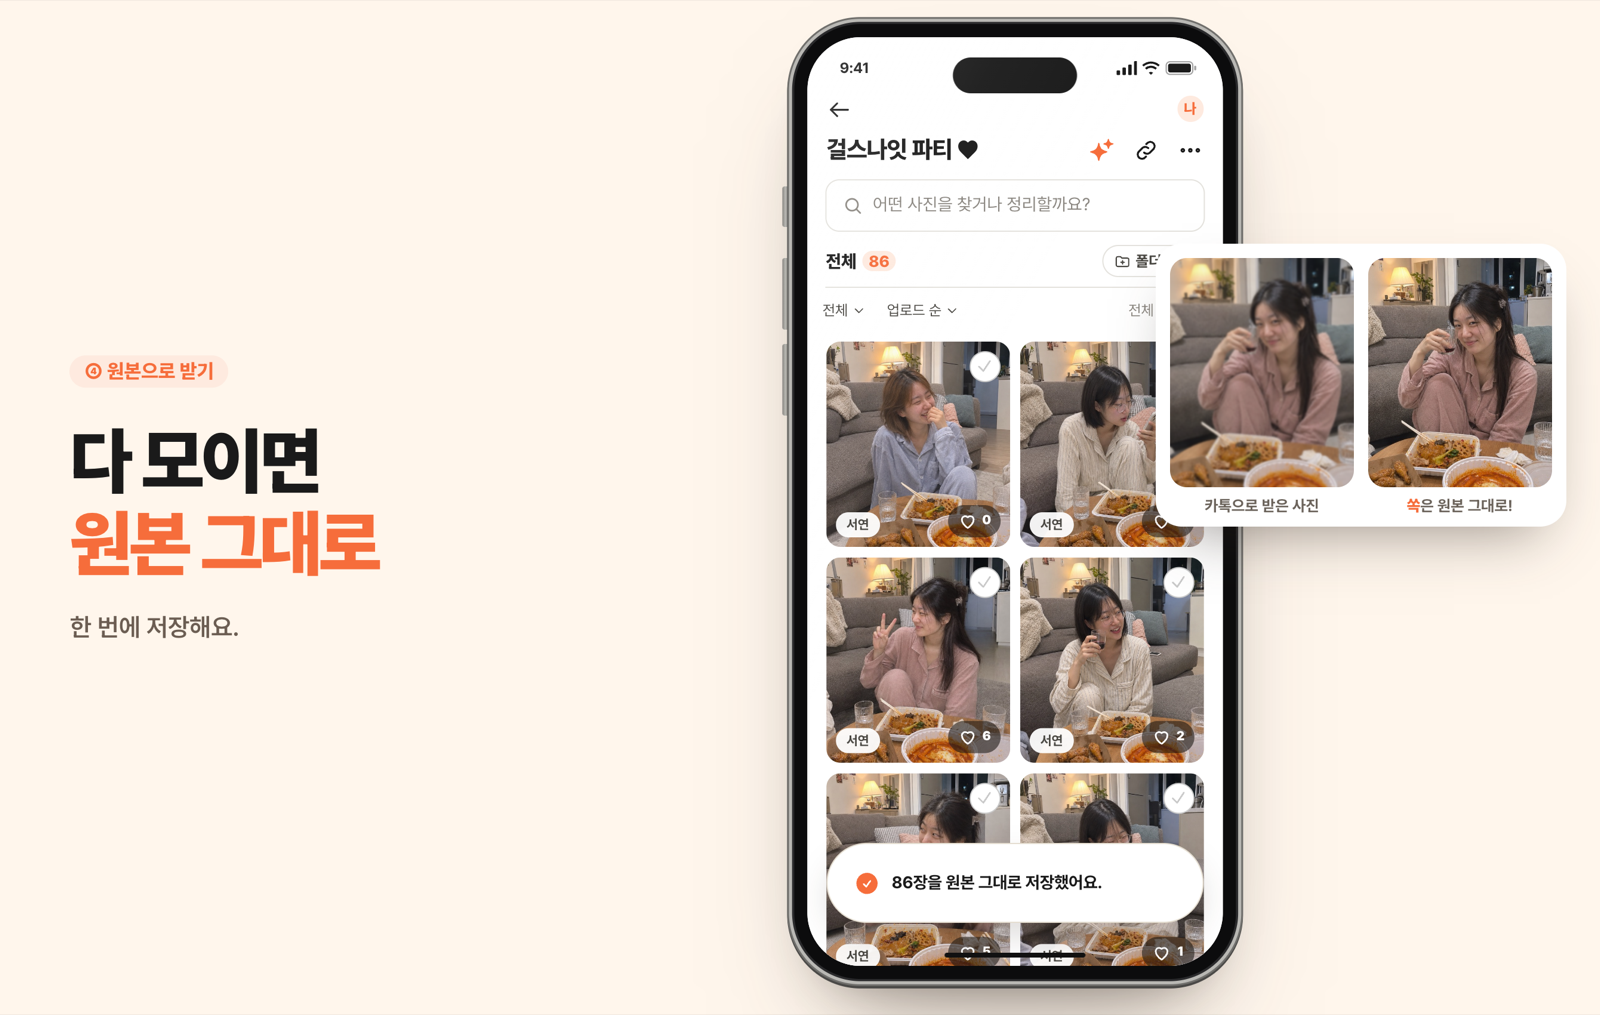 ④ 원본으로 받기
다 모이면
원본 그대로
한 번에 저장해요.
9:41
나
걸스나잇 파티 🖤
어떤 사진을 찾거나 정리할까요?
전체 86
전체
업로드 순
전체
서연 0
서연
카톡으로 받은 사진
쏙은 원본 그대로!
서연 6
서연 2
86장을 원본 그대로 저장했어요.
서연 5
서연 1